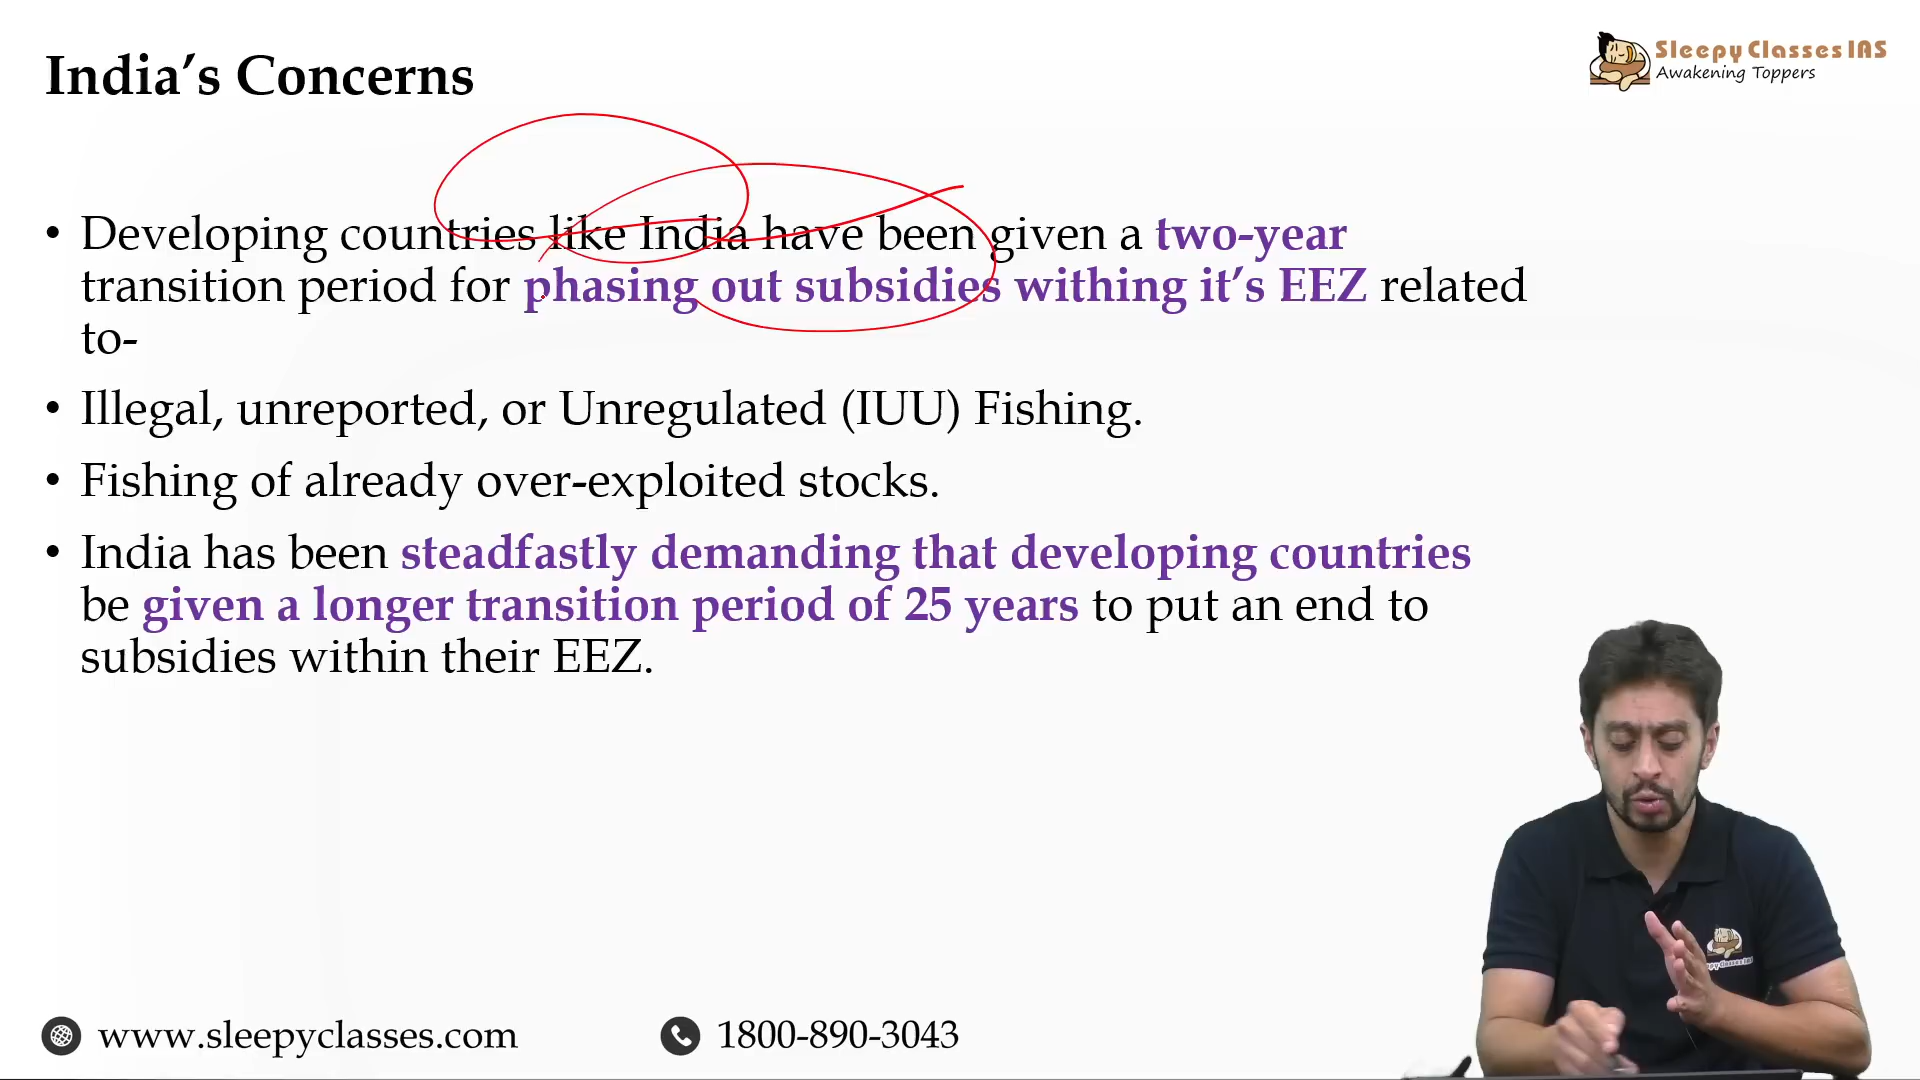 India’s Concerns
Sleepy Classes IAS
Awakening Toppers
• Developing countries like India have been given a two-year
transition period for phasing out subsidies withing it’s EEZ related
to-
• Illegal, unreported, or Unregulated (IUU) Fishing.
• Fishing of already over-exploited stocks.
• India has been steadfastly demanding that developing countries
be given a longer transition period of 25 years to put an end to
subsidies within their EEZ.
www.sleepyclasses.com
1800-890-3043